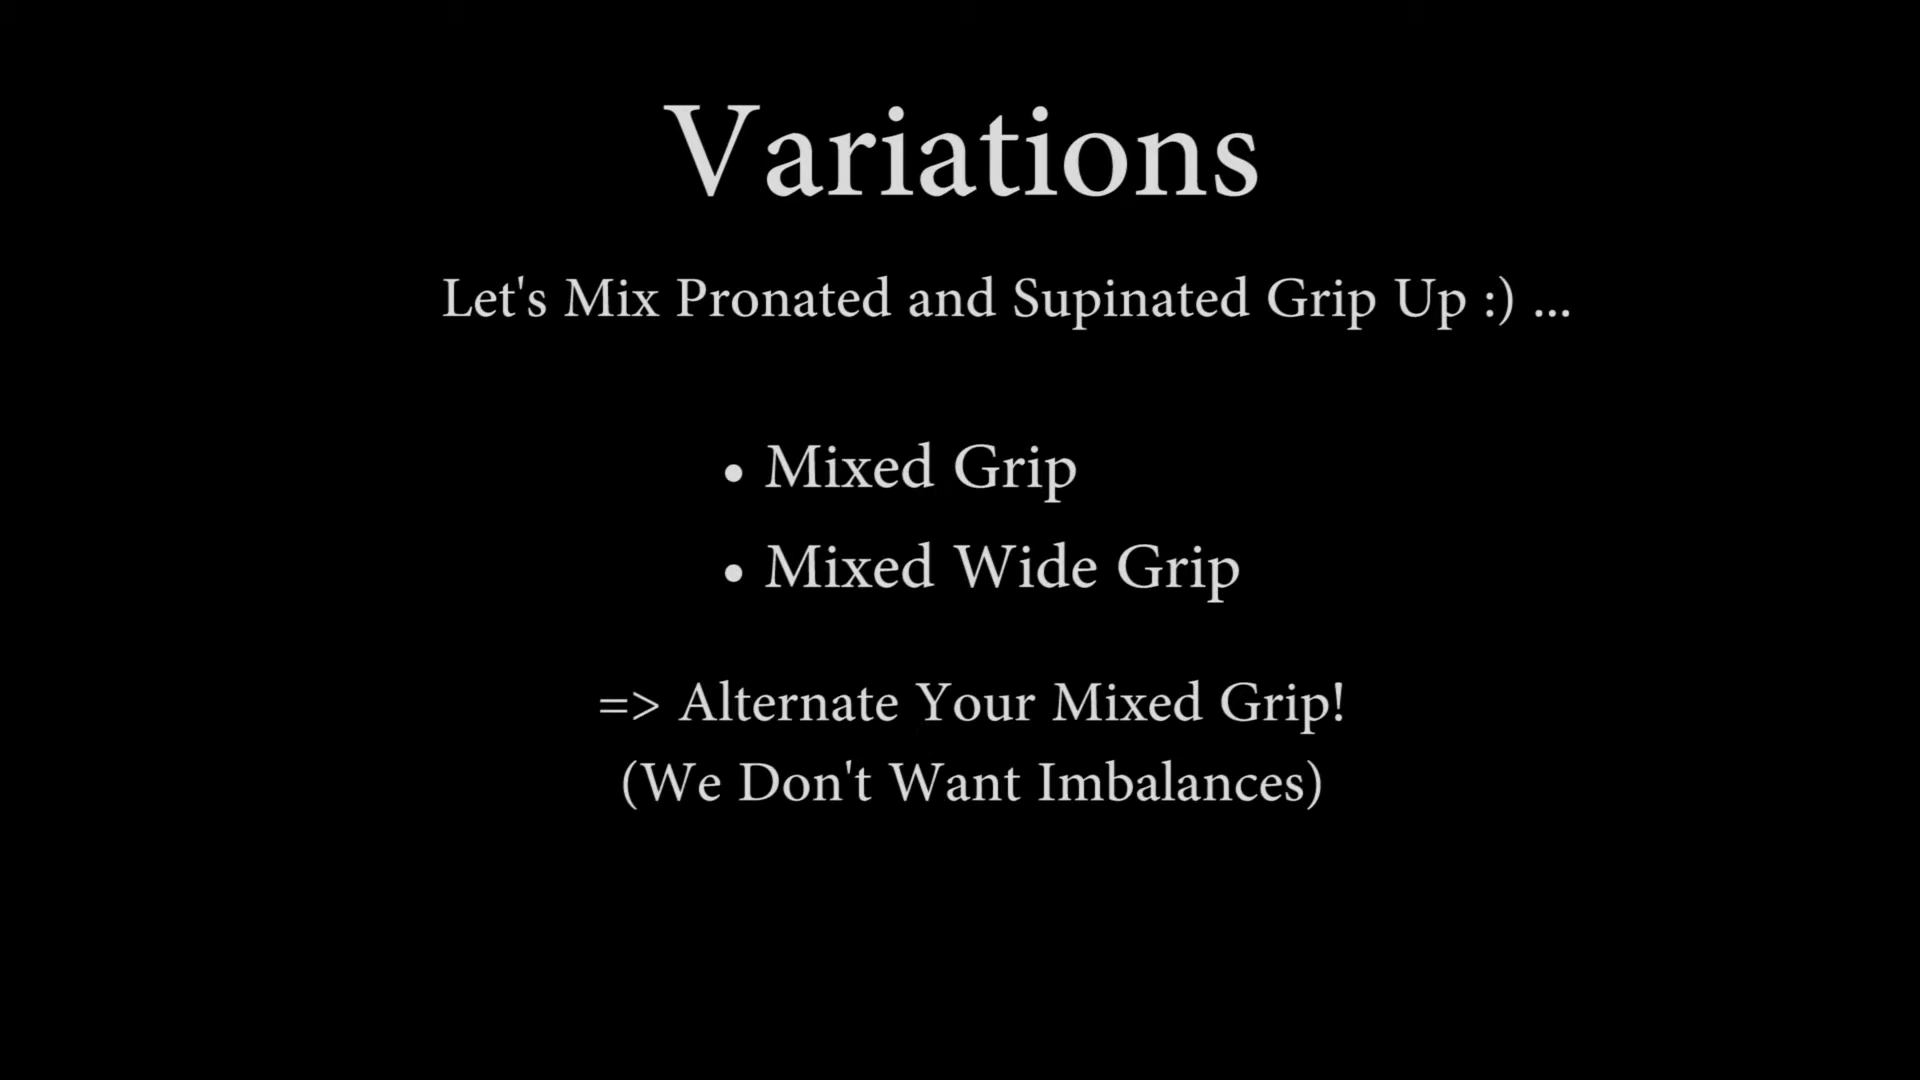 Variations
Let's Mix Pronated and Supinated Grip Up :) ...
• Mixed Grip
• Mixed Wide Grip
=> Alternate Your Mixed Grip!
(We Don't Want Imbalances)